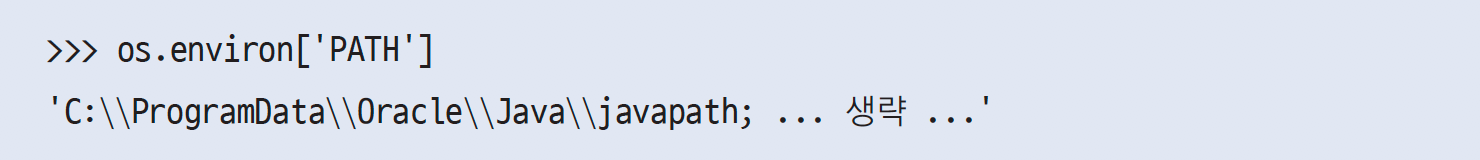 >>> os.environ['PATH']
'C:\\ProgramData\\Oracle\\Java\\javapath; ... 생략 ...'